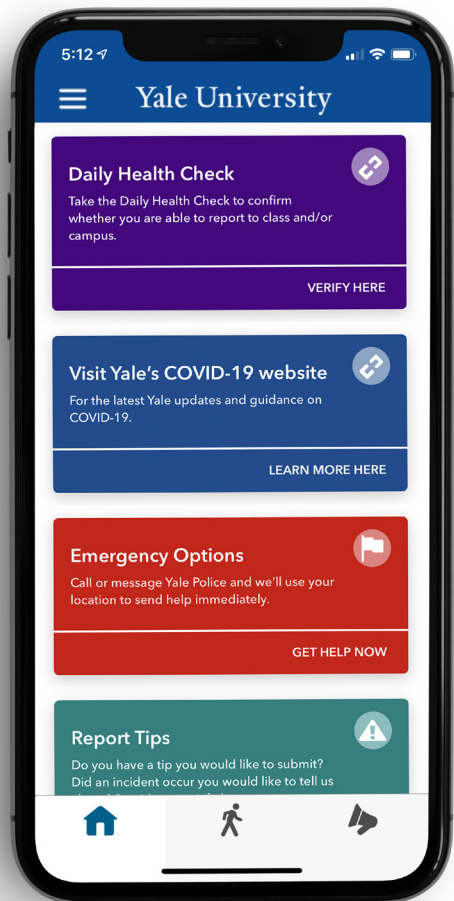 5:12
Yale University
Daily Health Check
Take the Daily Health Check to confirm
whether you are able to report to class and/or
campus.
VERIFY HERE
Visit Yale's COVID-19 website
For the latest Yale updates and guidance on
COVID-19.
LEARN MORE HERE
Emergency Options
Call or message Yale Police and we'll use your
location to send help immediately.
GET HELP NOW
Report Tips
Do you have a tip you would like to submit?
Did an incident occur you would like to tell us